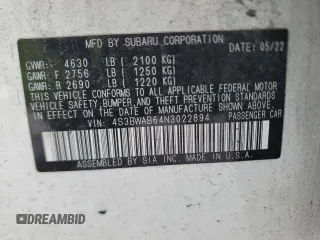 MFD BY SUBARU CORPORATION DATE: 05/22
GWR: 4630 LB ( 2100 KG)
GAWR: F 2756 LB ( 1250 KG)
GAWR: R 2690 LB ( 1220 KG)
THIS VEHICLE CONFORMS TO ALL APPLICABLE FEDERAL MOTOR VEHICLE
SAFETY, BUMPER, AND THEFT PREVENTION STANDARDS
IN EFFECT ON THE DATE OF MANUFACTURE SHOWN ABOVE.
VIN: 4S3BWAB64N3022894 PASSENGER CAR
ASSEMBLED BY SIA INC. MADE IN U.S.A.
AUTOBIDCAR